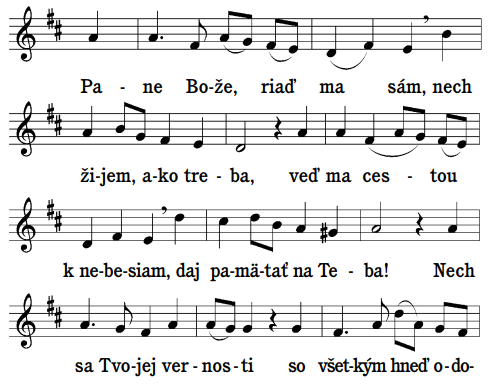 Pa - ne Bo-že, riaď ma sám, nech
ži-jem, a-ko tre - ba, veď ma ces - tou
k ne-be-siam, daj pa-mä-tať na Te - ba! Nech
sa Tvo-jej ver-nos-ti so všet-kým hneď o-do-